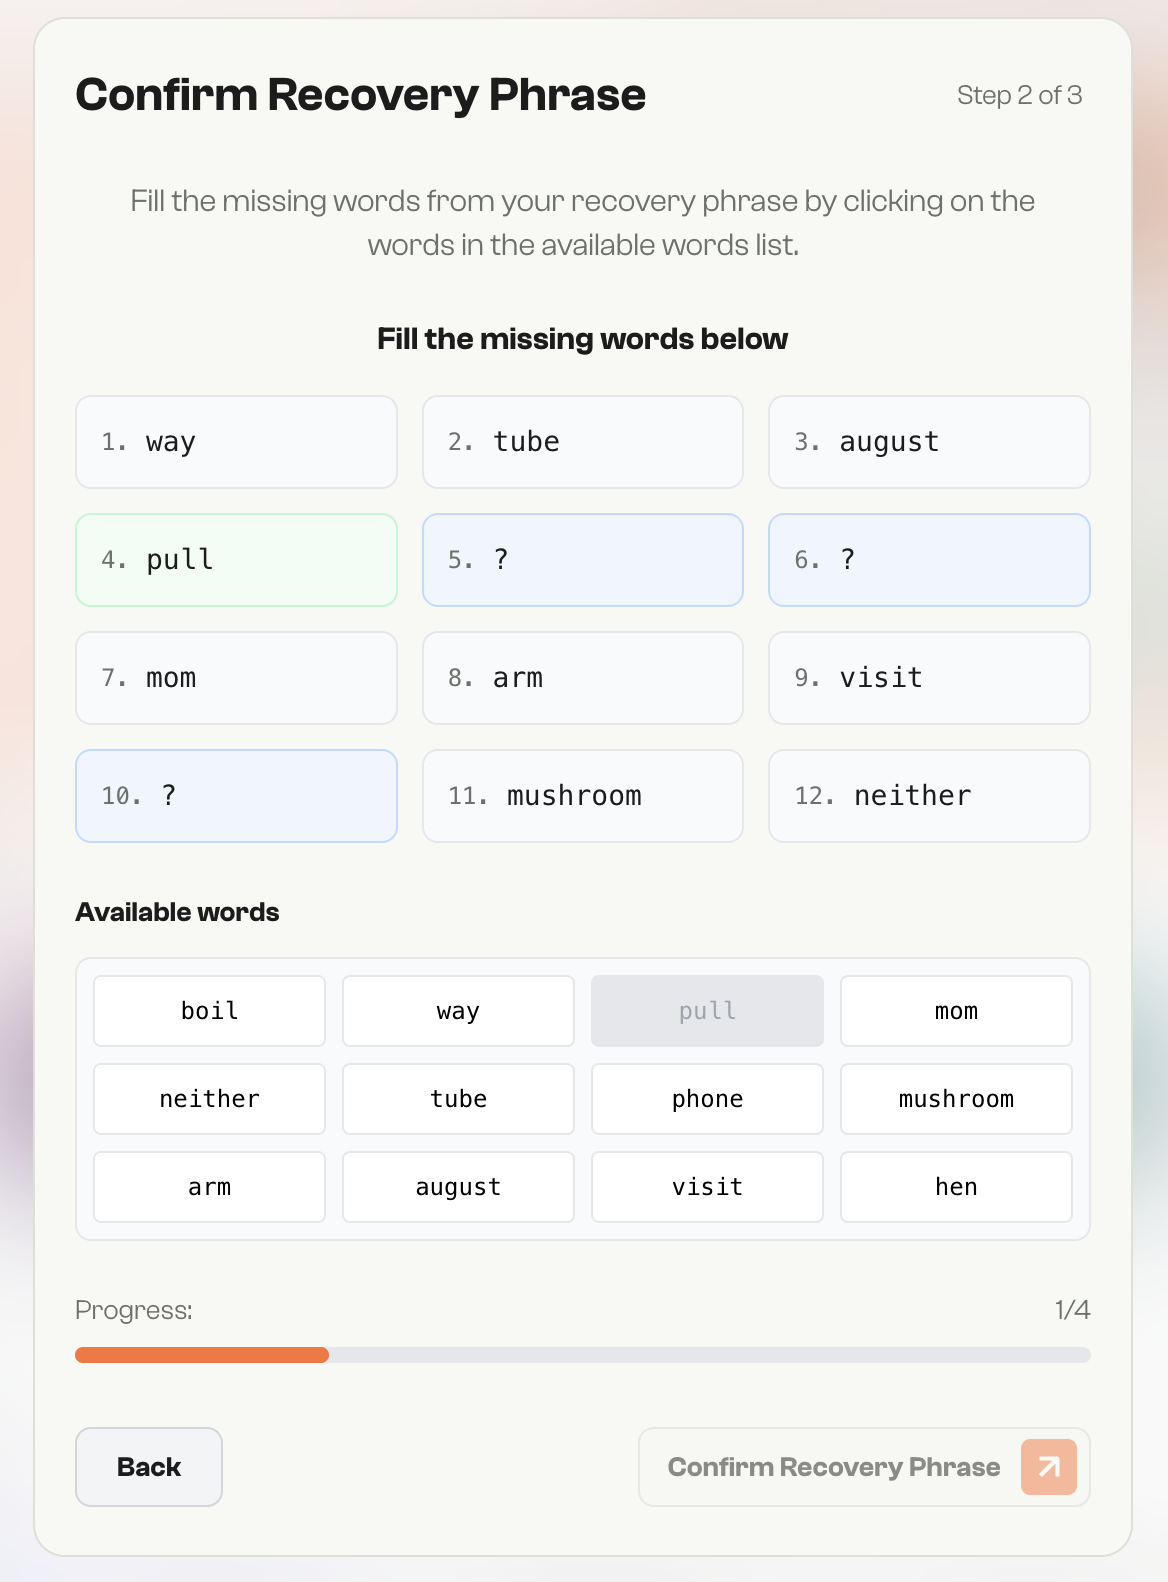 Confirm Recovery Phrase
Step 2 of 3
Fill the missing words from your recovery phrase by clicking on the
words in the available words list.
Fill the missing words below
1. way
2. tube
3. august
4. pull
5. ?
6. ?
7. mom
8. arm
9. visit
10. ?
11. mushroom
12. neither
Available words
boil
way
pull
mom
neither
tube
phone
mushroom
arm
august
visit
hen
Progress:
1/4
Back
Confirm Recovery Phrase